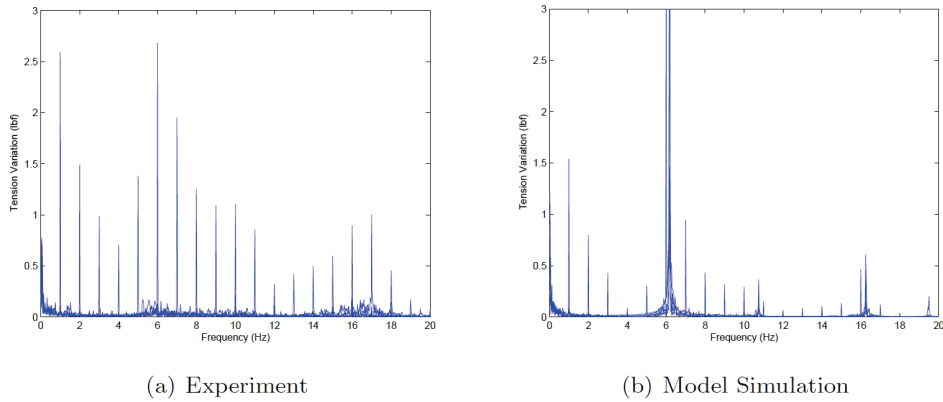 3
2.5
2
1.5
1
0.5
0
Tension Variation (lbf)
0 2 4 6 8 10 12 14 16 18 20
Frequency (Hz)
(a) Experiment
3
2.5
2
1.5
1
0.5
0
Tension Variation (lbf)
0 2 4 6 8 10 12 14 16 18 20
Frequency (Hz)
(b) Model Simulation